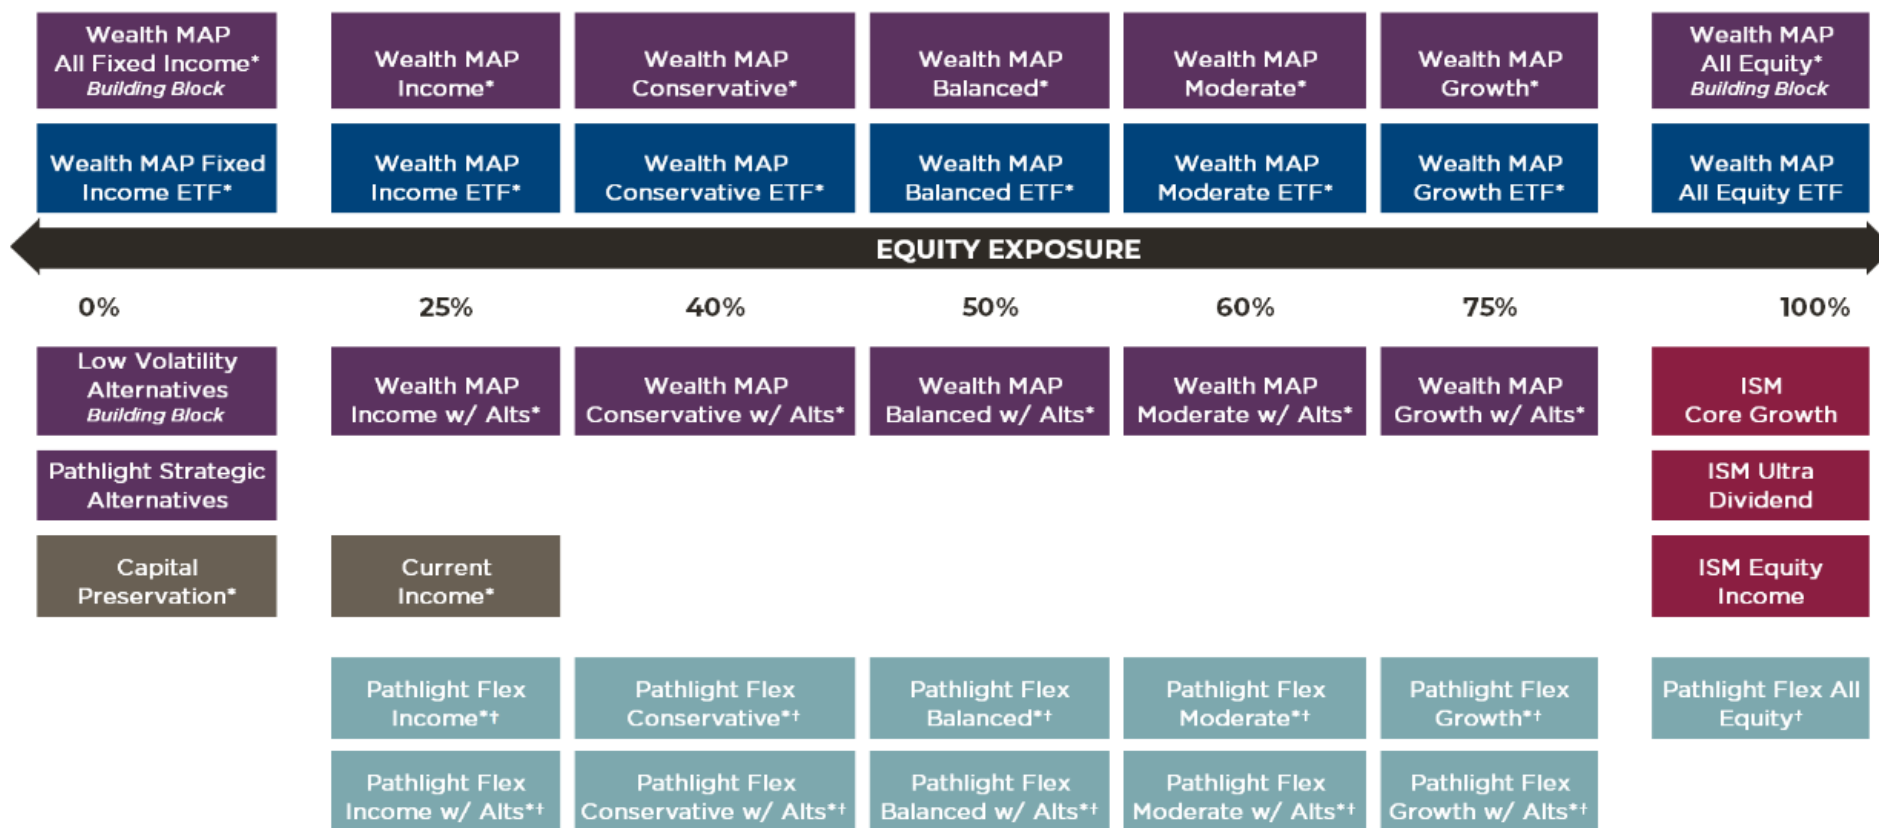 Wealth MAP
All Fixed Income*
Building Block
Wealth MAP
Income*
Wealth MAP
Conservative*
Wealth MAP
Balanced*
Wealth MAP
Moderate*
Wealth MAP
Growth*
Wealth MAP
All Equity*
Building Block
Wealth MAP Fixed
Income ETF*
Wealth MAP
Income ETF*
Wealth MAP
Conservative ETF*
Wealth MAP
Balanced ETF*
Wealth MAP
Moderate ETF*
Wealth MAP
Growth ETF*
Wealth MAP
All Equity ETF
EQUITY EXPOSURE
0%
25%
40%
50%
60%
75%
100%
Low Volatility
Alternatives
Building Block
Wealth MAP
Income w/ Alts*
Wealth MAP
Conservative w/ Alts*
Wealth MAP
Balanced w/ Alts*
Wealth MAP
Moderate w/ Alts*
Wealth MAP
Growth w/ Alts*
ISM
Core Growth
Pathlight Strategic
Alternatives
ISM Ultra
Dividend
Capital
Preservation*
Current
Income*
ISM Equity
Income
Pathlight Flex
Income*†
Pathlight Flex
Conservative*†
Pathlight Flex
Balanced*†
Pathlight Flex
Moderate*†
Pathlight Flex
Growth*†
Pathlight Flex All
Equity†
Pathlight Flex
Income w/ Alts*†
Pathlight Flex
Conservative w/ Alts*†
Pathlight Flex
Balanced w/ Alts*†
Pathlight Flex
Moderate w/ Alts*†
Pathlight Flex
Growth w/ Alts*†